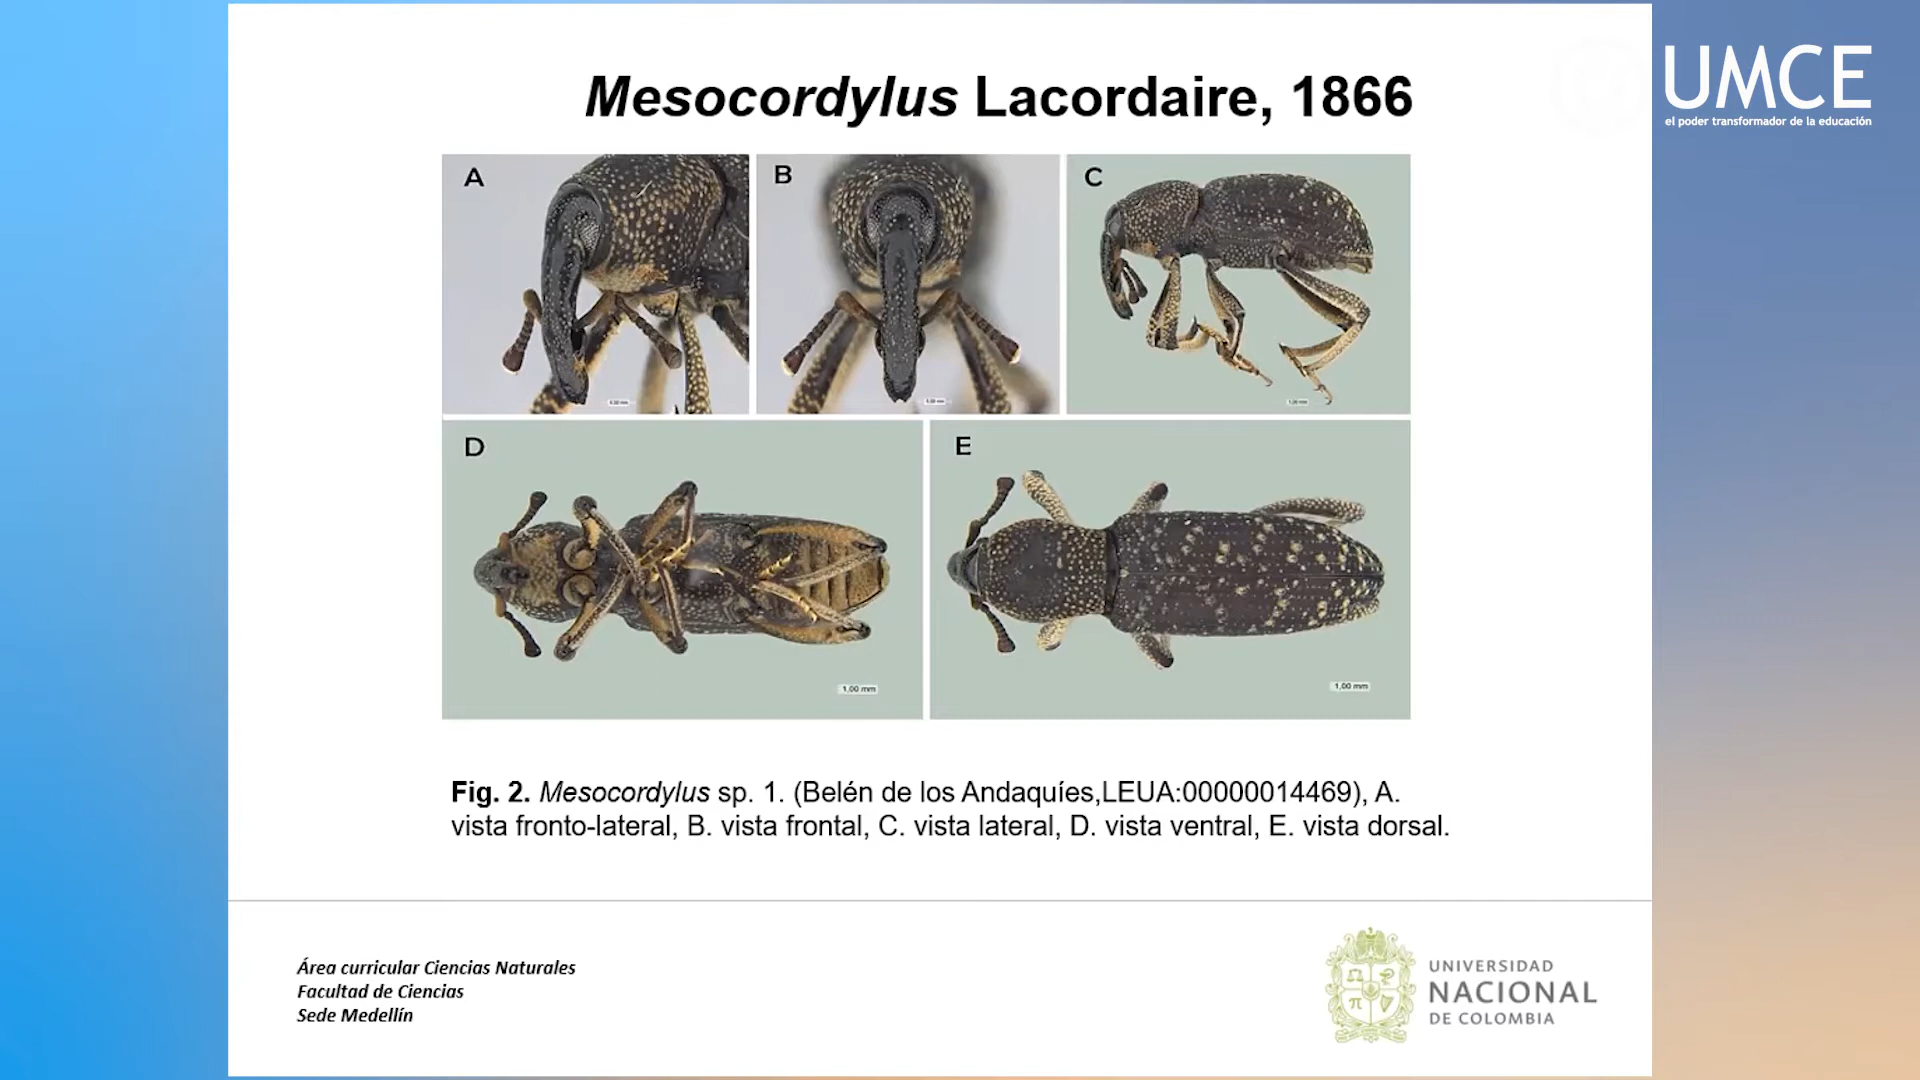 Mesocordylus Lacordaire, 1866
UMCE
el poder transformador de la educación
A
B
C
D
E
1,00 mm
1,00 mm
Fig. 2. Mesocordylus sp. 1. (Belén de los Andaquíes,LEUA:00000014469), A.
vista fronto-lateral, B. vista frontal, C. vista lateral, D. vista ventral, E. vista dorsal.
Área curricular Ciencias Naturales
Facultad de Ciencias
Sede Medellín
UNIVERSIDAD
NACIONAL
DE COLOMBIA